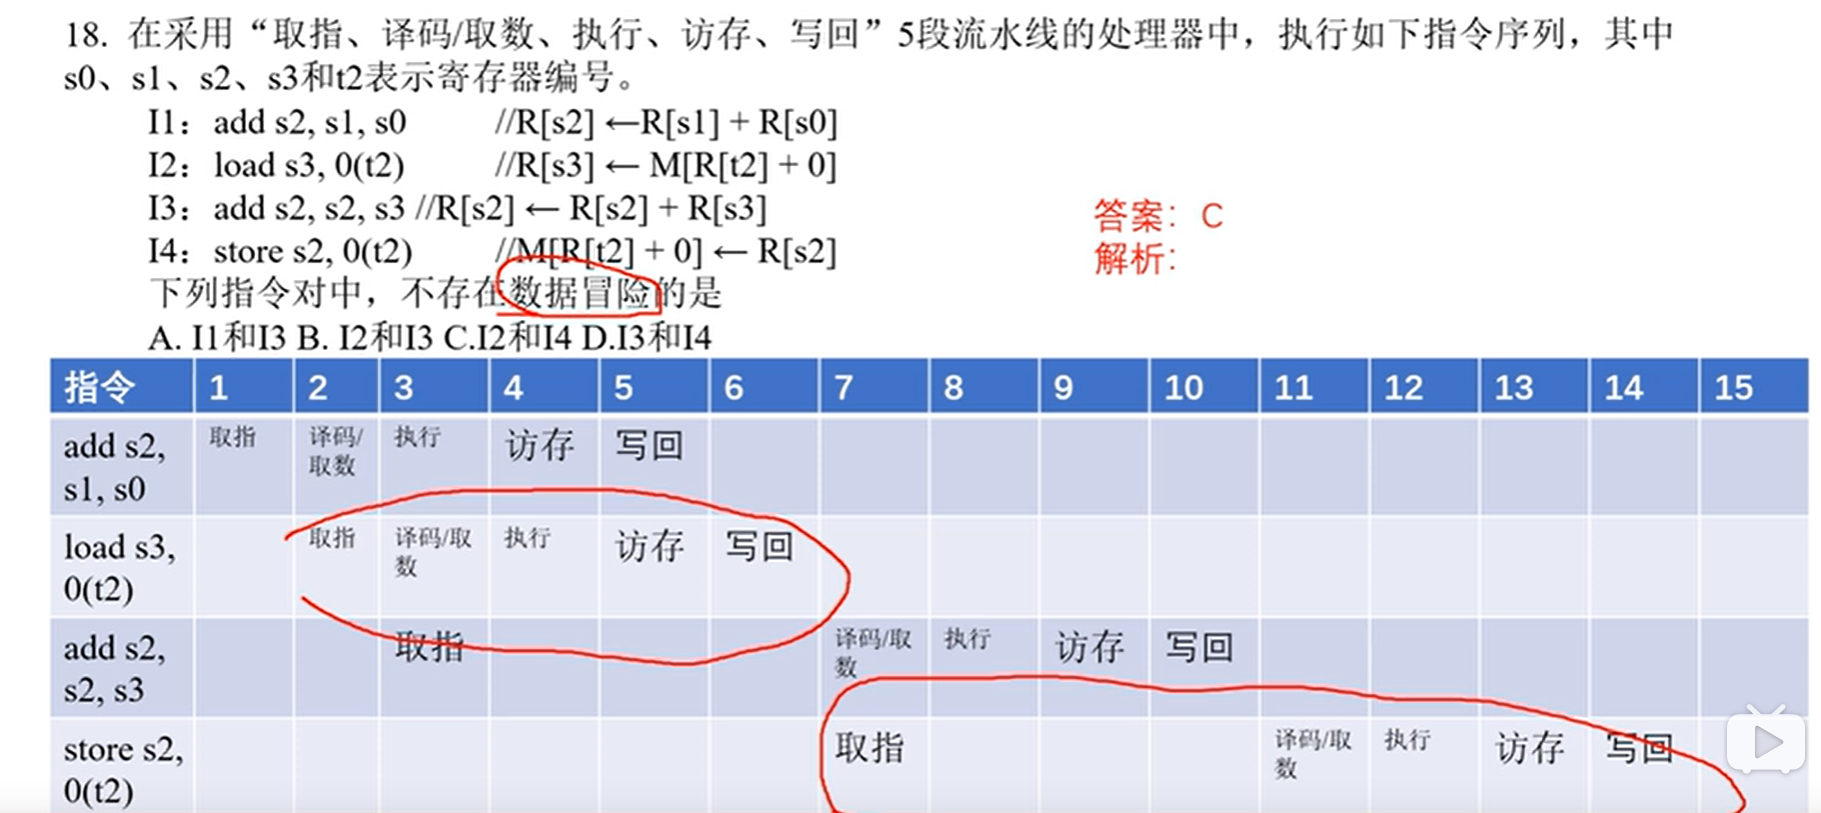 18. 在采用“取指、译码/取数、执行、访存、写回”5段流水线的处理器中，执行如下指令序列，其中
s0、s1、s2、s3和t2表示寄存器编号。
I1：add s2, s1, s0 //R[s2] ←R[s1] + R[s0]
I2：load s3, 0(t2) //R[s3] ← M[R[t2] + 0]
I3：add s2, s2, s3 //R[s2] ← R[s2] + R[s3]
I4：store s2, 0(t2) //M[R[t2] + 0] ← R[s2]
答案：C
解析：
下列指令对中，不存在数据冒险的是
A. I1和I3 B. I2和I3 C.I2和I4 D.I3和I4
指令 1 2 3 4 5 6 7 8 9 10 11 12 13 14 15
add s2, s1, s0 取指 译码/取数 执行 访存 写回
load s3, 0(t2) 取指 译码/取数 执行 访存 写回
add s2, s2, s3 取指 译码/取数 执行 访存 写回
store s2, 0(t2) 取指 译码/取数 执行 访存 写回